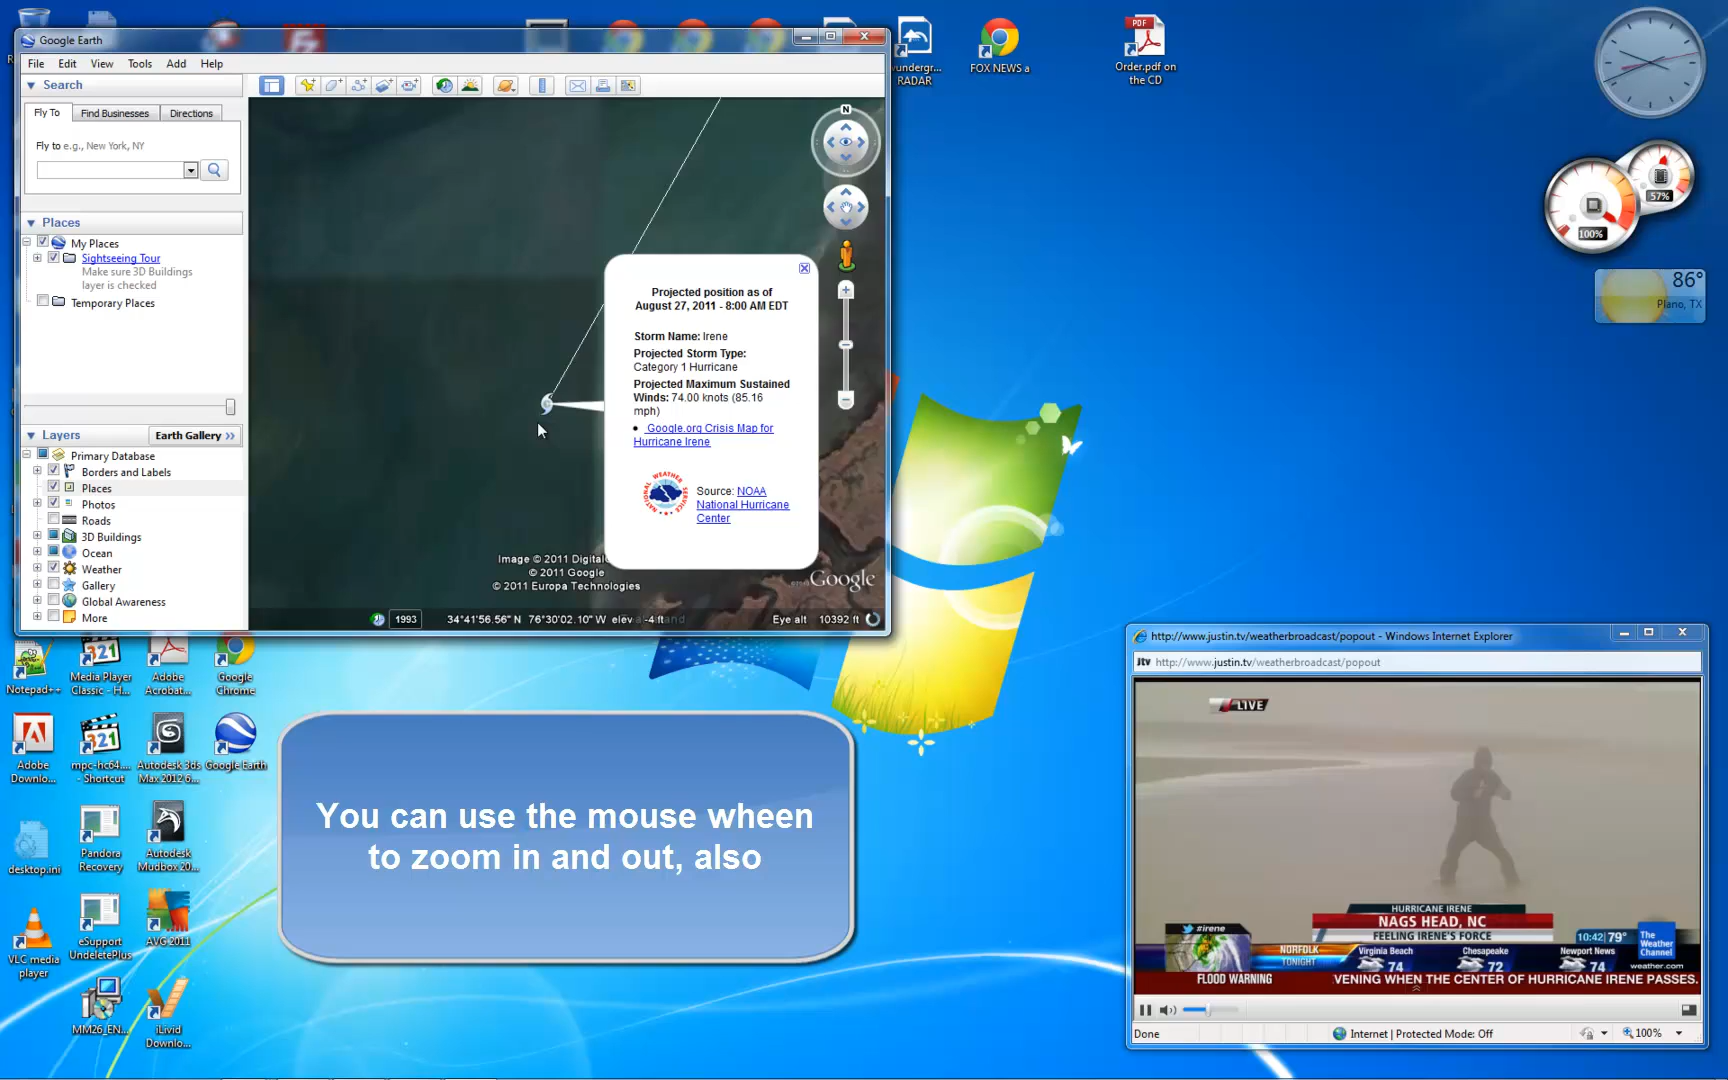 Google Earth
File Edit View Tools Add Help
Search
Fly To Find Businesses Directions
Fly to e.g., New York, NY
Places
My Places
Sightseeing Tour
Make sure 3D Buildings
layer is checked
Temporary Places
Layers
Earth Gallery »
Primary Database
Borders and Labels
Places
Photos
Roads
3D Buildings
Ocean
Weather
Gallery
Global Awareness
More
N
Projected position as of
August 27, 2011 - 8:00 AM EDT
Storm Name: Irene
Projected Storm Type:
Category 1 Hurricane
Projected Maximum Sustained
Winds: 74.00 knots (85.16
mph)
Google.org Crisis Map for
Hurricane Irene
NATIONAL WEATHER SERVICE
Source: NOAA
National Hurricane
Center
Image © 2011 Digital
© 2011 Google
© 2011 Europa Technologies
Google
1993
34°41'56.56" N 76°30'02.10" W elev -4 ft
Eye alt 10392 ft
RADAR
FOX NEWS a
PDF
Order.pdf on
the CD
57%
100%
86°
Plano, TX
Notepad++
Media Player
Classic - H...
Adobe
Acrobat...
Google
Chrome
Adobe
Downlo...
mpc-hc64....
- Shortcut
Autodesk 3ds
Max 2012 6...
Google Earth
desktop.ini
Pandora
Recovery
Autodesk
Mudbox 20...
VLC media
player
eSupport
UndeletePlus
AVG 2011
MM26_EN...
iLivid
Downlo...
You can use the mouse wheen
to zoom in and out, also
http://www.justin.tv/weatherbroadcast/popout - Windows Internet Explorer
Jtv http://www.justin.tv/weatherbroadcast/popout
LIVE
HURRICANE IRENE
NAGS HEAD, NC
FEELING IRENE'S FORCE
#irene
10:42 79°
The
Weather
Channel
weather.com
NORFOLK
TONIGHT
Virginia Beach
74
Chesapeake
72
Newport News
74
FLOOD WARNING
VENING WHEN THE CENTER OF HURRICANE IRENE PASSES.
Done
Internet | Protected Mode: Off
100%